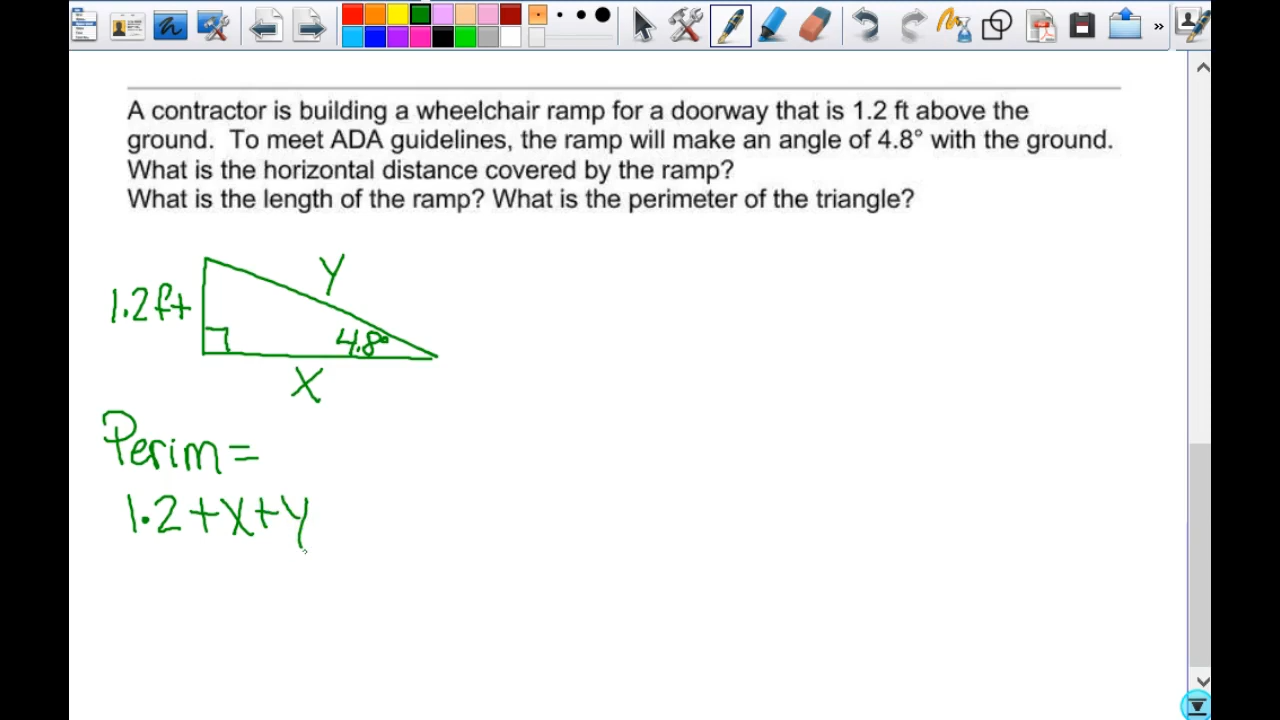 A contractor is building a wheelchair ramp for a doorway that is 1.2 ft above the
ground. To meet ADA guidelines, the ramp will make an angle of 4.8° with the ground.
What is the horizontal distance covered by the ramp?
What is the length of the ramp? What is the perimeter of the triangle?
y
1.2ft
4.8°
x
Perim =
1.2+x+y
»